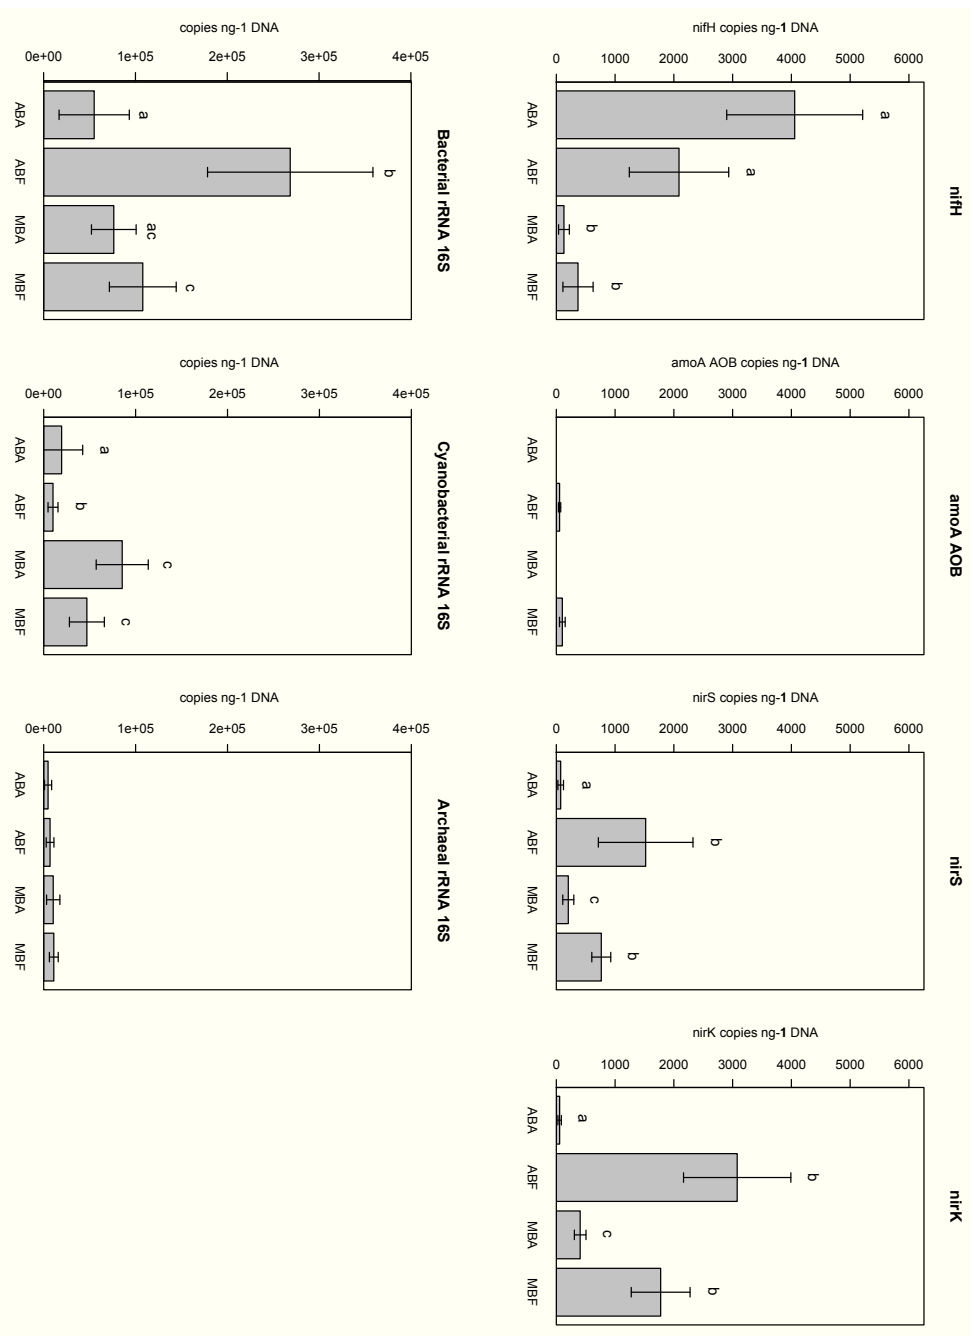 nifH
nifH copies ng-1 DNA
0 1000 2000 3000 4000 5000 6000
a a b b
ABA ABF MBA MBF
amoA AOB
amoA AOB copies ng-1 DNA
0 1000 2000 3000 4000 5000 6000
ABA ABF MBA MBF
nirS
nirS copies ng-1 DNA
0 1000 2000 3000 4000 5000 6000
a b c b
ABA ABF MBA MBF
nirK
nirK copies ng-1 DNA
0 1000 2000 3000 4000 5000 6000
a b c b
ABA ABF MBA MBF
Bacterial rRNA 16S
copies ng-1 DNA
0e+00 1e+05 2e+05 3e+05 4e+05
a b ac c
ABA ABF MBA MBF
Cyanobacterial rRNA 16S
copies ng-1 DNA
0e+00 1e+05 2e+05 3e+05 4e+05
a b c c
ABA ABF MBA MBF
Archaeal rRNA 16S
copies ng-1 DNA
0e+00 1e+05 2e+05 3e+05 4e+05
ABA ABF MBA MBF